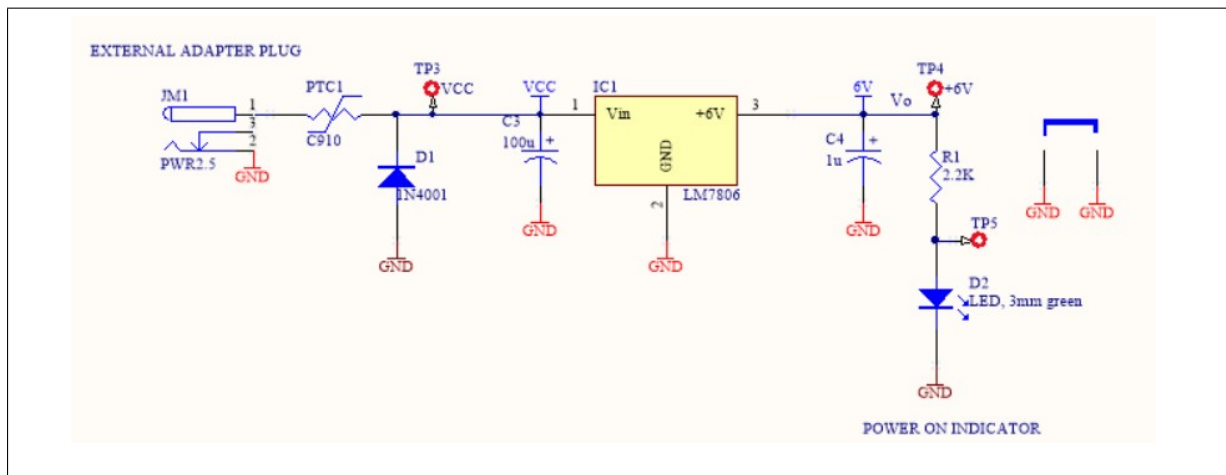 EXTERNAL ADAPTER PLUG
JM1
1
3
2
PWR2.5
GND
PTC1
C910
TP3
VCC
D1
1N4001
GND
VCC
C3
100u
+
GND
IC1
1
Vin
+6V
3
GND
LM7806
2
GND
6V
Vo
C4
1u
+
GND
TP4
+6V
R1
2.2K
TP5
D2
LED, 3mm green
GND
GND
GND
POWER ON INDICATOR